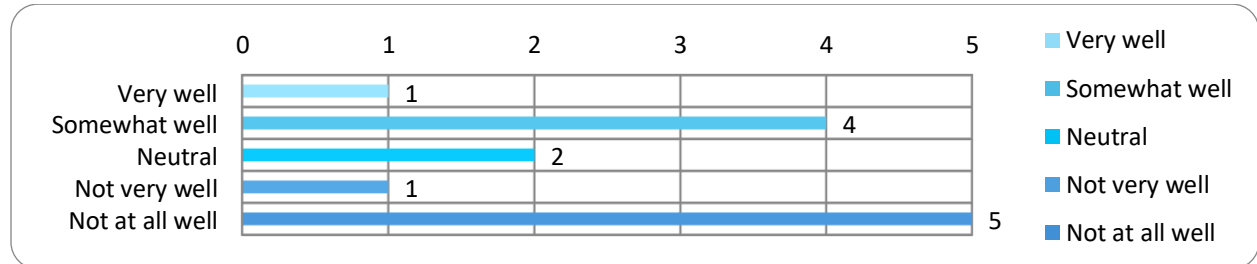 0 1 2 3 4 5
Very well 1
Somewhat well 4
Neutral 2
Not very well 1
Not at all well 5
Very well
Somewhat well
Neutral
Not very well
Not at all well